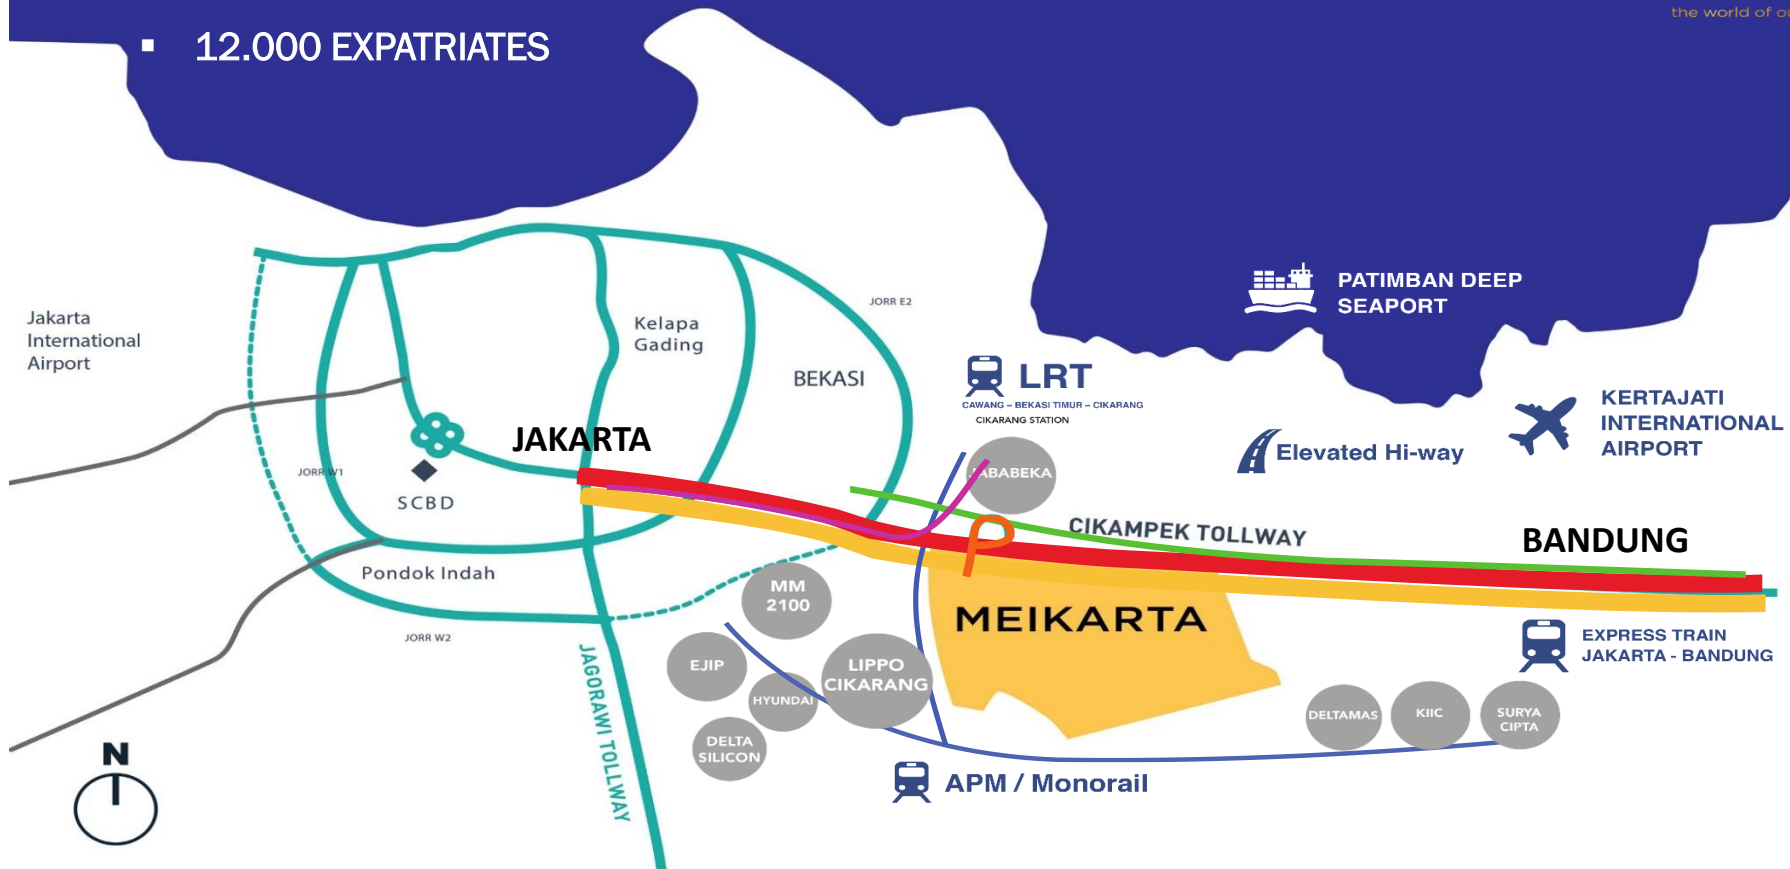 the world of ou
▪ 12.000 EXPATRIATES
PATIMBAN DEEP
SEAPORT
JORR E2
Jakarta
International
Airport
Kelapa
Gading
BEKASI
LRT
CAWANG – BEKASI TIMUR – CIKARANG
CIKARANG STATION
KERTAJATI
INTERNATIONAL
AIRPORT
Elevated Hi-way
JAKARTA
JORR W1
SCBD
JABABEKA
CIKAMPEK TOLLWAY
BANDUNG
Pondok Indah
MM
2100
MEIKARTA
JORR W2
EXPRESS TRAIN
JAKARTA - BANDUNG
EJIP
LIPPO
CIKARANG
HYUNDAI
DELTAMAS
KIIC
SURYA
CIPTA
DELTA
SILICON
JAGORAWI TOLLWAY
N
APM / Monorail